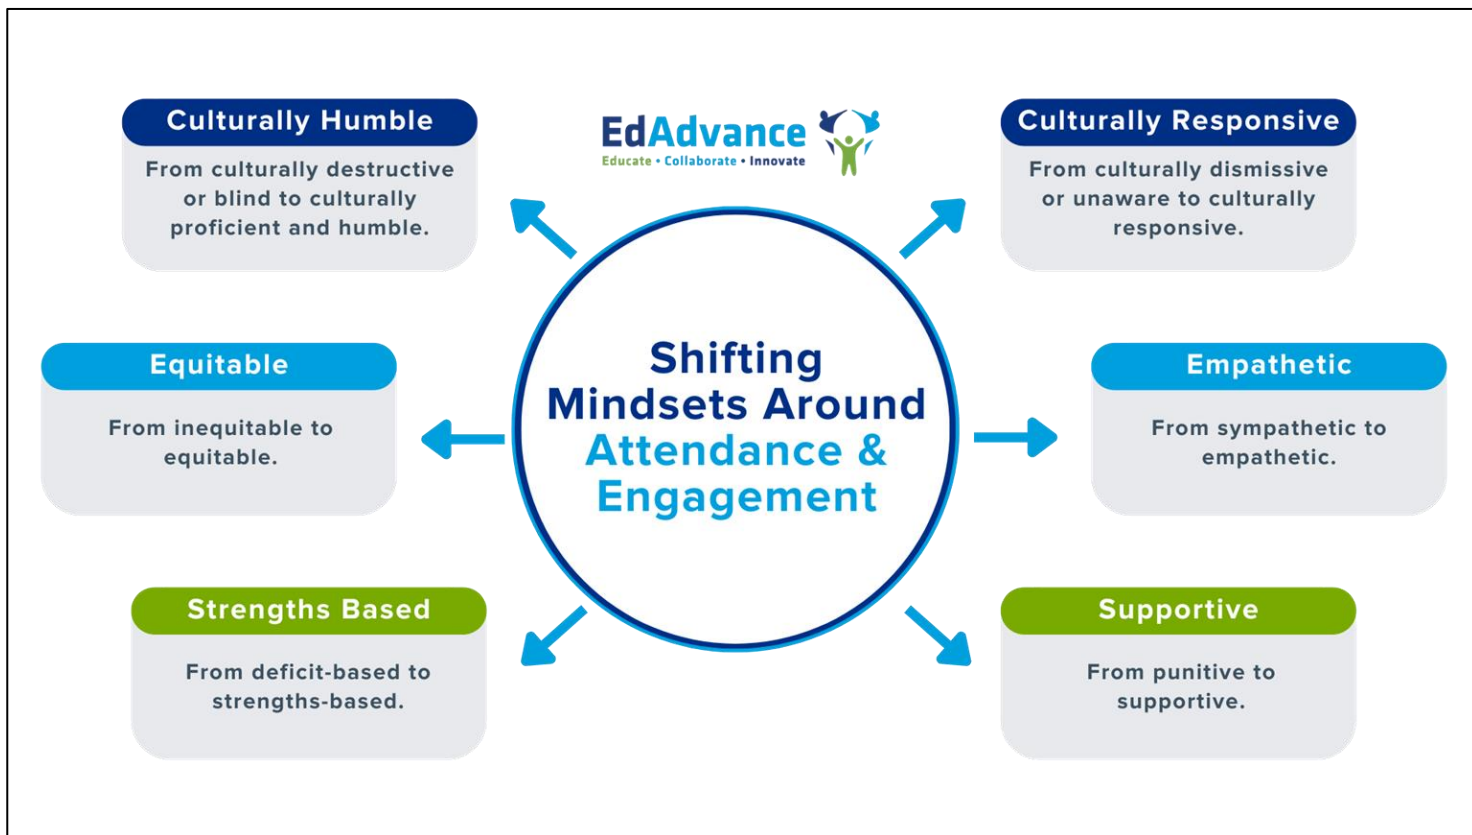 EdAdvance
Educate • Collaborate • Innovate
Culturally Humble
From culturally destructive
or blind to culturally
proficient and humble.
Culturally Responsive
From culturally dismissive
or unaware to culturally
responsive.
Shifting
Mindsets Around
Attendance &
Engagement
Equitable
From inequitable to
equitable.
Empathetic
From sympathetic to
empathetic.
Strengths Based
From deficit-based to
strengths-based.
Supportive
From punitive to
supportive.